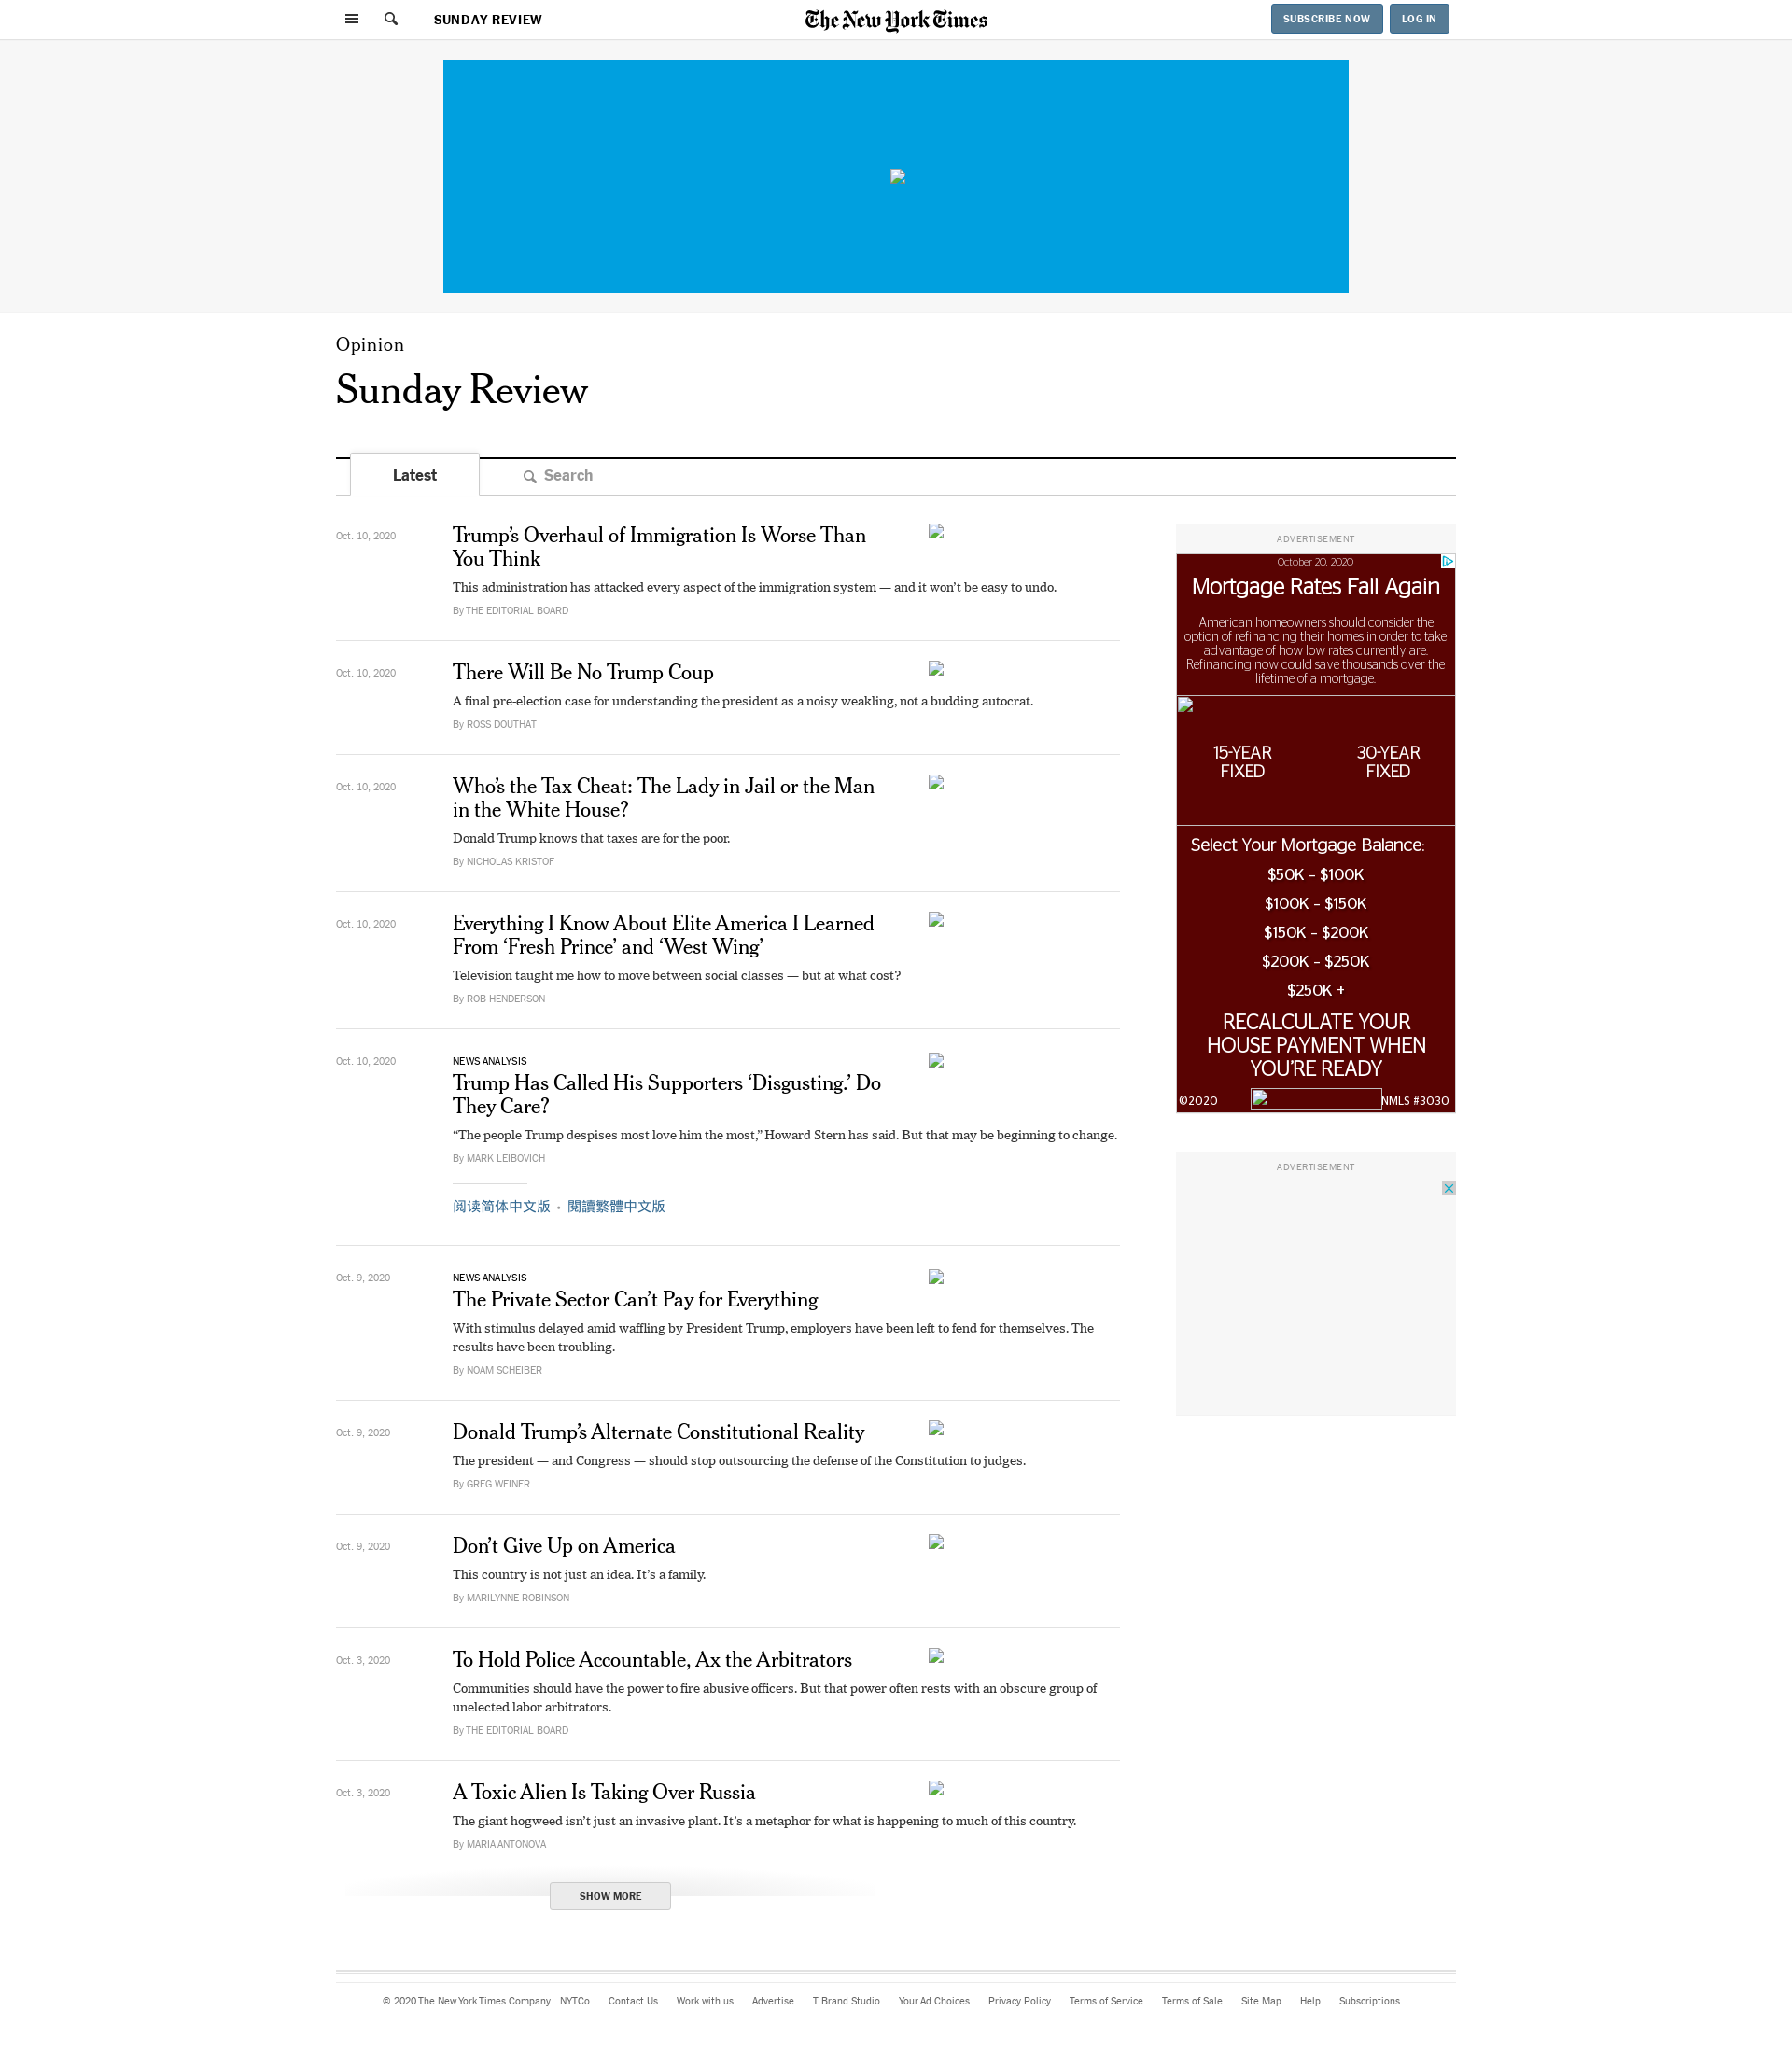 SUNDAY REVIEW
The New York Times
SUBSCRIBE NOW
LOG IN
Opinion
Sunday Review
Latest
Search
Oct. 10, 2020
Trump’s Overhaul of Immigration Is Worse Than
You Think
This administration has attacked every aspect of the immigration system — and it won’t be easy to undo.
By THE EDITORIAL BOARD
Oct. 10, 2020
There Will Be No Trump Coup
A final pre-election case for understanding the president as a noisy weakling, not a budding autocrat.
By ROSS DOUTHAT
Oct. 10, 2020
Who’s the Tax Cheat: The Lady in Jail or the Man
in the White House?
Donald Trump knows that taxes are for the poor.
By NICHOLAS KRISTOF
Oct. 10, 2020
Everything I Know About Elite America I Learned
From ‘Fresh Prince’ and ‘West Wing’
Television taught me how to move between social classes — but at what cost?
By ROB HENDERSON
Oct. 10, 2020
NEWS ANALYSIS
Trump Has Called His Supporters ‘Disgusting.’ Do
They Care?
“The people Trump despises most love him the most,” Howard Stern has said. But that may be beginning to change.
By MARK LEIBOVICH
阅读简体中文版 • 閱讀繁體中文版
Oct. 9, 2020
NEWS ANALYSIS
The Private Sector Can’t Pay for Everything
With stimulus delayed amid waffling by President Trump, employers have been left to fend for themselves. The
results have been troubling.
By NOAM SCHEIBER
Oct. 9, 2020
Donald Trump’s Alternate Constitutional Reality
The president — and Congress — should stop outsourcing the defense of the Constitution to judges.
By GREG WEINER
Oct. 9, 2020
Don’t Give Up on America
This country is not just an idea. It’s a family.
By MARILYNNE ROBINSON
Oct. 3, 2020
To Hold Police Accountable, Ax the Arbitrators
Communities should have the power to fire abusive officers. But that power often rests with an obscure group of
unelected labor arbitrators.
By THE EDITORIAL BOARD
Oct. 3, 2020
A Toxic Alien Is Taking Over Russia
The giant hogweed isn’t just an invasive plant. It’s a metaphor for what is happening to much of this country.
By MARIA ANTONOVA
SHOW MORE
ADVERTISEMENT
October 20, 2020
Mortgage Rates Fall Again
American homeowners should consider the
option of refinancing their homes in order to take
advantage of how low rates currently are.
Refinancing now could save thousands over the
lifetime of a mortgage.
15-YEAR
FIXED
30-YEAR
FIXED
Select Your Mortgage Balance:
$50K - $100K
$100K - $150K
$150K - $200K
$200K - $250K
$250K +
RECALCULATE YOUR
HOUSE PAYMENT WHEN
YOU’RE READY
©2020
NMLS #3030
ADVERTISEMENT
© 2020 The New York Times Company NYTCo Contact Us Work with us Advertise T Brand Studio Your Ad Choices Privacy Policy Terms of Service Terms of Sale Site Map Help Subscriptions